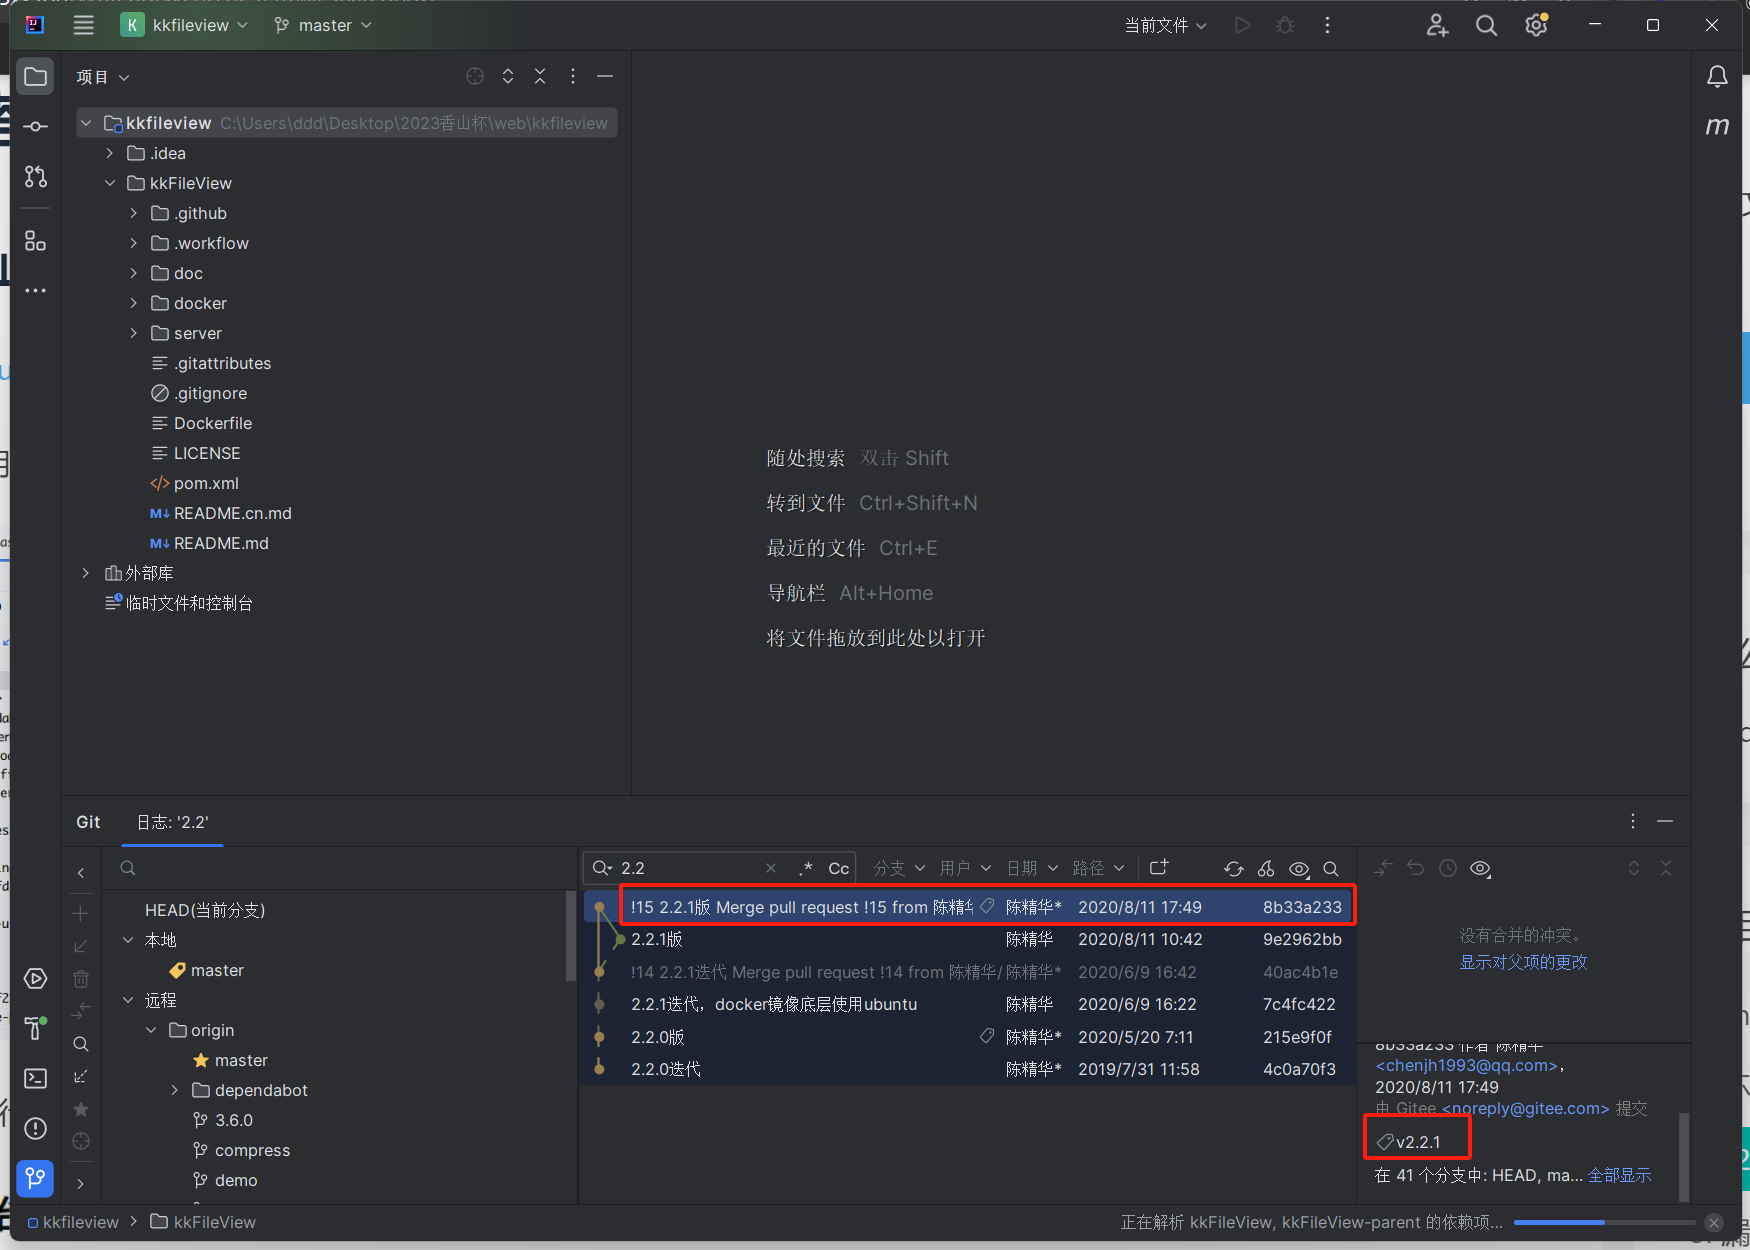 K kkfileview master 当前文件
项目
kkfileview C:\Users\ddd\Desktop\2023香山杯\web\kkfileview
.idea
kkFileView
.github
.workflow
doc
docker
server
.gitattributes
.gitignore
Dockerfile
LICENSE
pom.xml
README.cn.md
README.md
外部库
临时文件和控制台
随处搜索 双击 Shift
转到文件 Ctrl+Shift+N
最近的文件 Ctrl+E
导航栏 Alt+Home
将文件拖放到此处以打开
Git 日志: '2.2'
HEAD(当前分支)
本地
master
远程
origin
master
dependabot
3.6.0
compress
demo
2.2 .* Cc 分支 用户 日期 路径
!15 2.2.1版 Merge pull request !15 from 陈精华 陈精华* 2020/8/11 17:49 8b33a233
2.2.1版 陈精华 2020/8/11 10:42 9e2962bb
!14 2.2.1迭代 Merge pull request !14 from 陈精华/ 陈精华* 2020/6/9 16:42 40ac4b1e
2.2.1迭代，docker镜像底层使用ubuntu 陈精华 2020/6/9 16:22 7c4fc422
2.2.0版 陈精华* 2020/5/20 7:11 215e9f0f
2.2.0迭代 陈精华* 2019/7/31 11:58 4c0a70f3
没有合并的冲突。
显示对父项的更改
8b33a233 作者 陈精华
<chenjh1993@qq.com>，
2020/8/11 17:49
由 Gitee <noreply@gitee.com> 提交
v2.2.1
在 41 个分支中: HEAD, ma... 全部显示
kkfileview kkFileView 正在解析 kkFileView, kkFileView-parent 的依赖项...